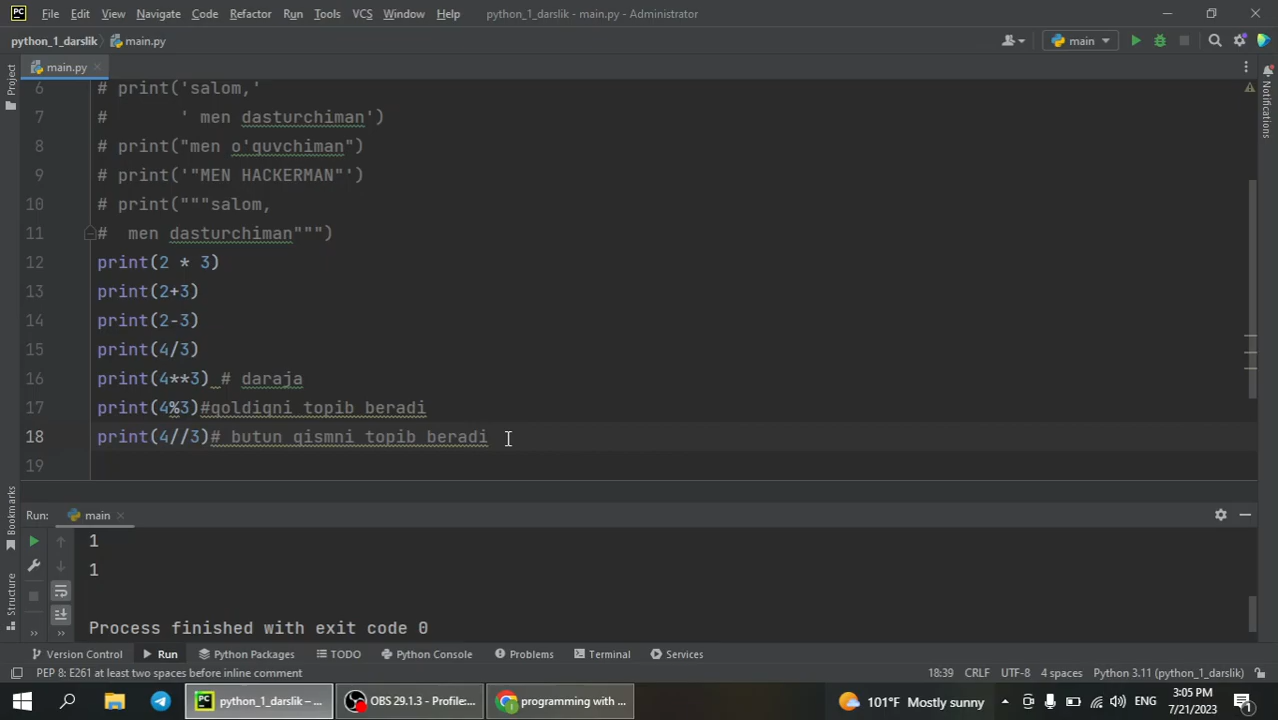 PC File Edit View Navigate Code Refactor Run Tools VCS Window Help python_1_darslik - main.py - Administrator
python_1_darslik main.py main
main.py
Project
Notifications
6 # print('salom,'
7 # ' men dasturchiman')
8 # print("men o'quvchiman")
9 # print('"MEN HACKERMAN"')
10 # print("""salom,
11 # men dasturchiman""")
12 print(2 * 3)
13 print(2+3)
14 print(2-3)
15 print(4/3)
16 print(4**3) # daraja
17 print(4%3)#qoldiqni topib beradi
18 print(4//3)# butun qismni topib beradi
19
Bookmarks
Structure
Run: main
1
1
Process finished with exit code 0
Version Control Run Python Packages TODO Python Console Problems Terminal Services
PEP 8: E261 at least two spaces before inline comment 18:39 CRLF UTF-8 4 spaces Python 3.11 (python_1_darslik)
PC python_1_darslik – ... OBS 29.1.3 - Profile:... programming with ... 101°F Mostly sunny ENG 3:05 PM
7/21/2023 1